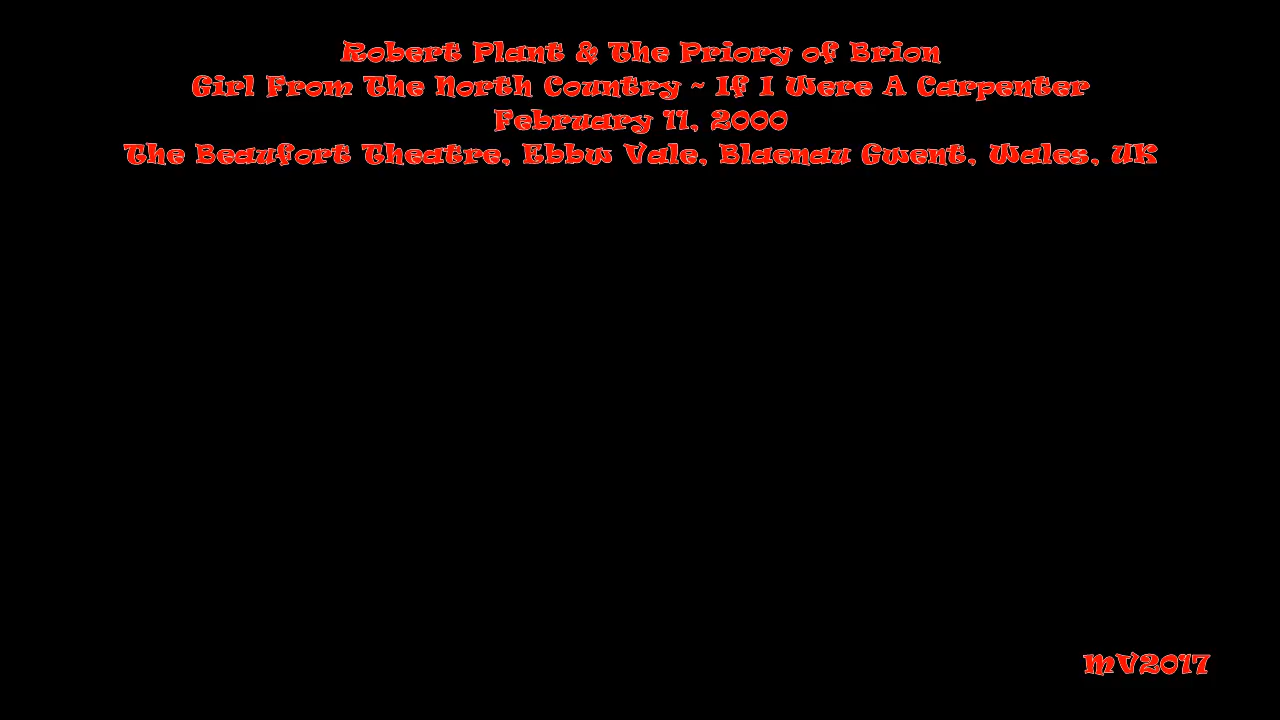 Robert Plant & The Priory of Brion
Girl From The North Country ~ If I Were A Carpenter
February 11, 2000
The Beaufort Theatre, Ebbw Vale, Blaenau Gwent, Wales, UK
MV2017